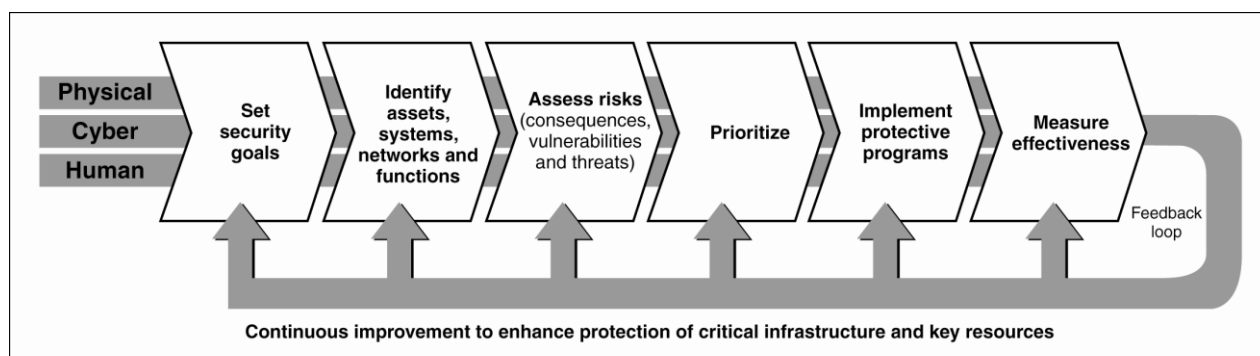 Physical
Cyber
Human
Set
security
goals
Identify
assets,
systems,
networks and
functions
Assess risks
(consequences,
vulnerabilities
and threats)
Prioritize
Implement
protective
programs
Measure
effectiveness
Feedback
loop
Continuous improvement to enhance protection of critical infrastructure and key resources